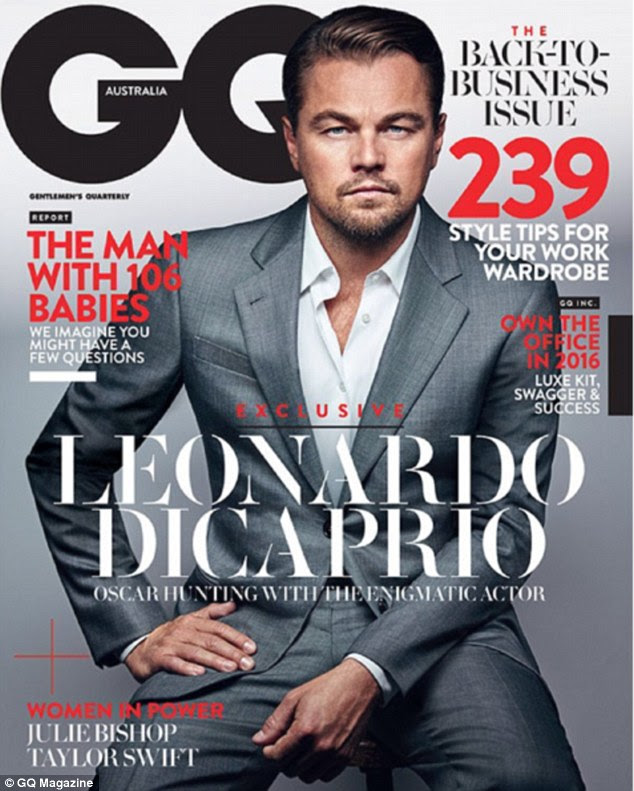 GQ
AUSTRALIA
GENTLEMEN'S QUARTERLY
THE
BACK-TO-
BUSINESS
ISSUE
239
STYLE TIPS FOR
YOUR WORK
WARDROBE
REPORT
THE MAN
WITH 106
BABIES
WE IMAGINE YOU
MIGHT HAVE A
FEW QUESTIONS
GQ INC.
OWN THE
OFFICE
IN 2016
LUXE KIT,
SWAGGER &
SUCCESS
EXCLUSIVE
LEONARDO
DICAPRIO
OSCAR HUNTING WITH THE ENIGMATIC ACTOR
WOMEN IN POWER
JULIE BISHOP
TAYLOR SWIFT
© GQ Magazine